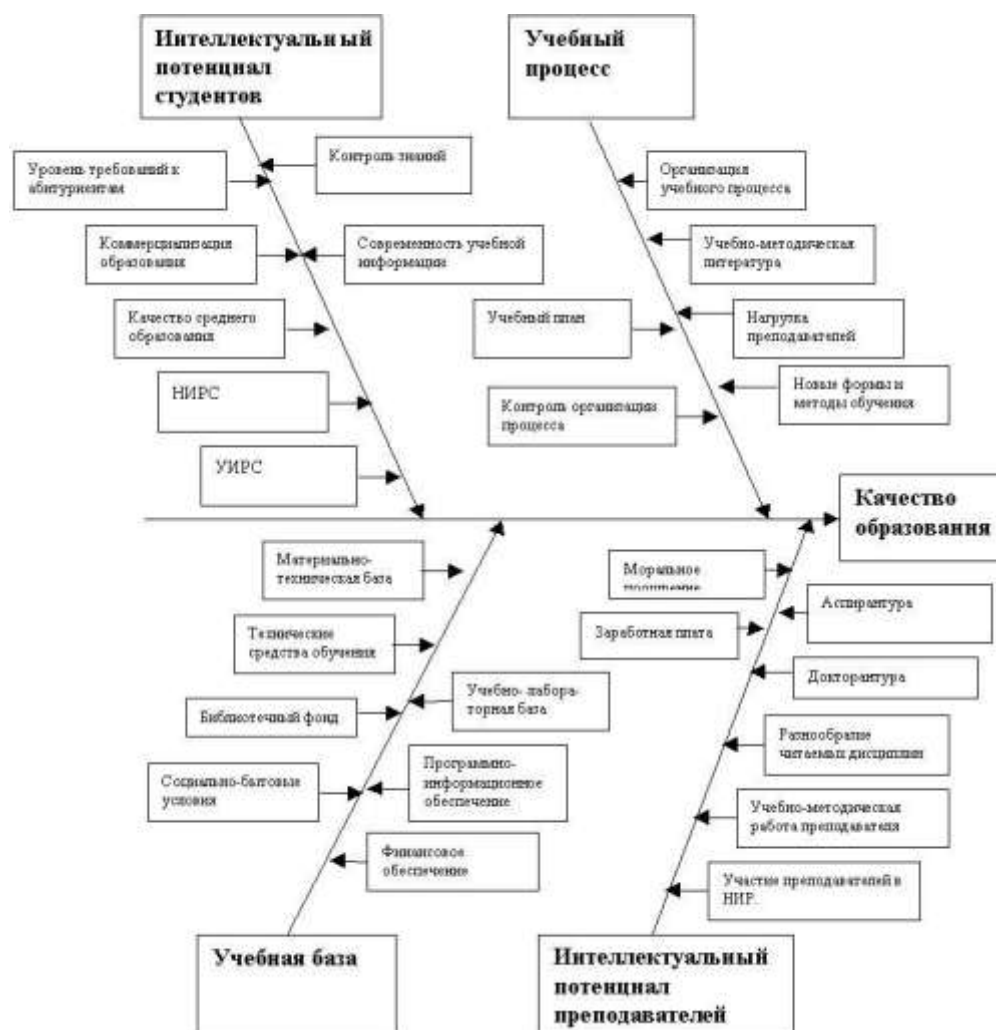 Интеллектуальный
потенциал
студентов
Учебный
процесс
Контроль знаний
Уровень требований к
абитуриентам
Коммерциализация
образования
Современность учебной
информации
Качество среднего
образования
НИРС
УИРС
Организация
учебного процесса
Учебно-методическая
литература
Учебный план
Нагрузка
преподавателей
Новые формы и
методы обучения
Контроль организации
процесса
Качество
образования
Материально-
техническая база
Технические
средства обучения
Библиотечный фонд
Учебно- лабора-
торная база
Социально-бытовые
условия
Программно-
информационное
обеспечение
Финансовое
обеспечение
Моральное
Аспирантура
Заработная плата
Докторантура
Разнообразие
читаемых дисциплин
Учебно-методическая
работа преподавателя
Участие преподавателей в
НИР.
Учебная база
Интеллектуальный
потенциал
преподавателей